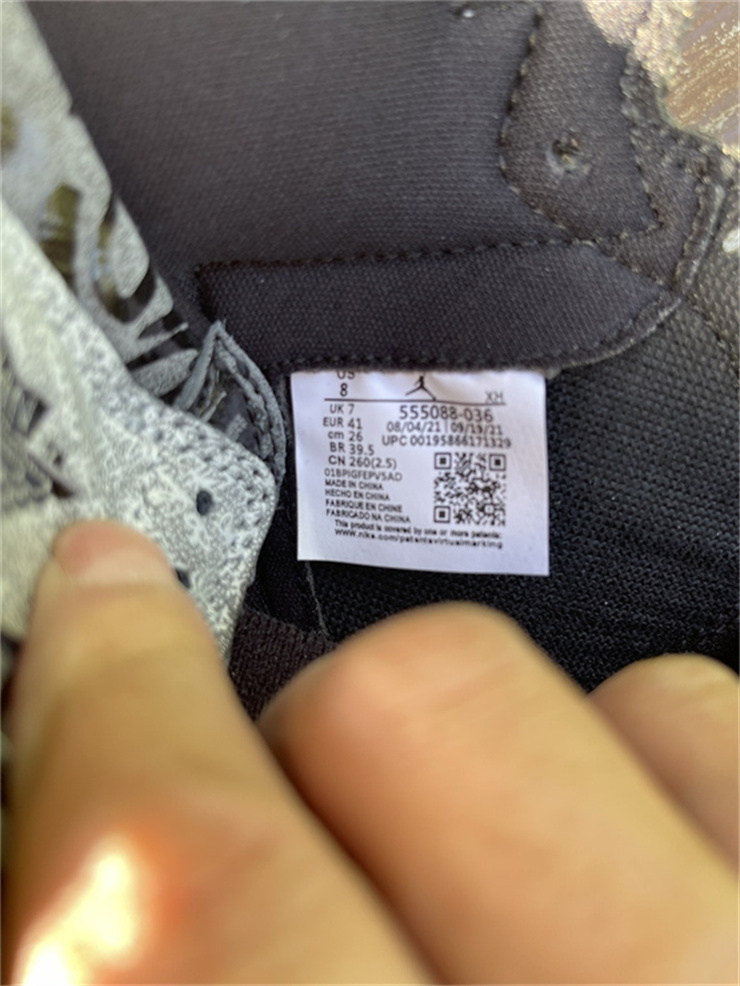 US
8
XH
UK 7
EUR 41
cm 26
BR 39.5
CN 260(2.5)
555088-036
08/04/21 09/19/21
UPC 00195866171329
01BPIGFEPV5AD
MADE IN CHINA
HECHO EN CHINA
FABRIQUE EN CHINE
FABRICADO NA CHINA
This product is covered by one or more patents:
www.nike.com/patentsvirtualmarking